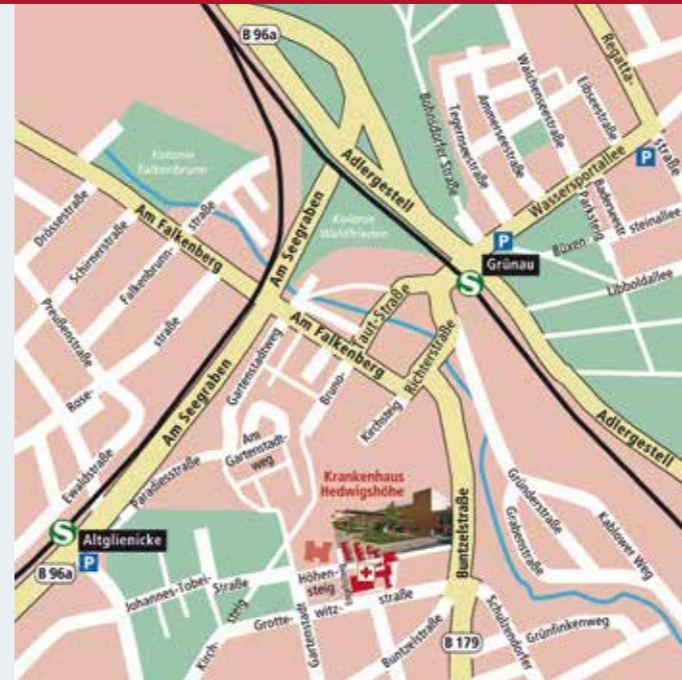 B 96a
Regatta-
straße
Bohnsdorfer Straße
Tegernseestraße
Ammerseestraße
Walchenseestraße
Eibseestraße
Kolonie
Falkenbrunn
Adlergestell
Wassersportallee
P
Kolonie
Waldfrieden
Parksteig
Büxen-
steinallee
P
Grünau
S
Libboldallee
Drösserstraße
Am Falkenberg
Schirnerstraße
Falkenbrunn-
straße
Am Seegraben
Preußenstraße
Rose-
straße
Am Falkenberg
Bruno-
Taut-Straße
Richterstraße
Gartenstadtweg
Kirchsteig
Am Seegraben
Am
Gartenstadt-
weg
Adlergestell
Ewaldstraße
Paradiesstraße
Krankenhaus
Hedwigshöhe
Gründerstraße
Grabenstraße
Kablower Weg
Buntzelstraße
S
Altglienicke
P
B 96a
Johannes-Tobei-
Straße
Höhen-
steig
Kirch-
steig
Grotte-
witz-
straße
Gartenstadt
Buntzelstraße
B 179
Schulzendorfer
Grünfinkenweg